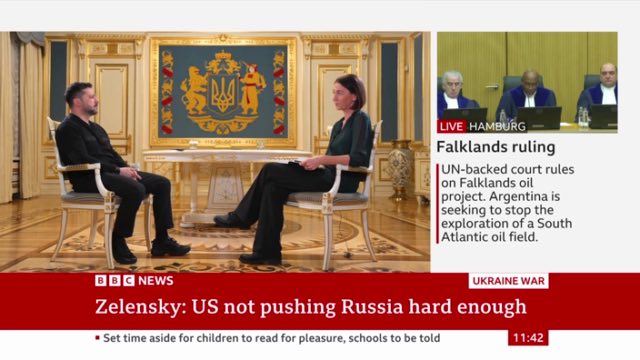 LIVE HAMBURG
Falklands ruling
UN-backed court rules
on Falklands oil
project. Argentina is
seeking to stop the
exploration of a South
Atlantic oil field.
BBC NEWS
UKRAINE WAR
Zelensky: US not pushing Russia hard enough
Set time aside for children to read for pleasure, schools to be told
11:42